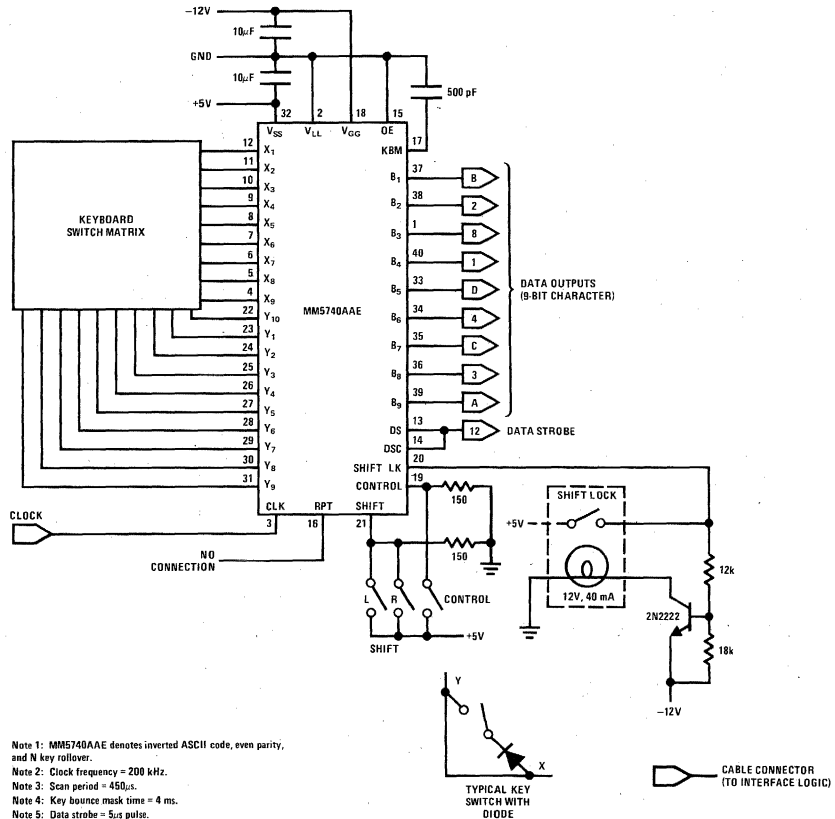 -12V
10µF
GND
10µF
+5V
500 pF
32
2
18
15
VSS
VLL
VGG
OE
17
KBM
KEYBOARD
SWITCH MATRIX
12 X1
11 X2
10 X3
9 X4
8 X5
7 X6
6 X7
5 X8
4 X9
22 Y10
23 Y1
24 Y2
25 Y3
26 Y4
27 Y5
28 Y6
29 Y7
30 Y8
31 Y9
MM5740AAE
B1 37 B
B2 38 2
B3 1 8
B4 40 1
B5 33 D
B6 34 4
B7 35 C
B8 36 3
B9 39 A
DATA OUTPUTS
(9-BIT CHARACTER)
DS 13 12 DATA STROBE
DSC 14
SHIFT LK 20
CONTROL 19
CLK RPT SHIFT
3 16 21
CLOCK
NO
CONNECTION
150
150
L R CONTROL
+5V
SHIFT
SHIFT LOCK
+5V
12V, 40 mA
12k
2N2222
18k
-12V
Y
X
TYPICAL KEY
SWITCH WITH
DIODE
CABLE CONNECTOR
(TO INTERFACE LOGIC)
Note 1: MM5740AAE denotes inverted ASCII code, even parity,
and N key rollover.
Note 2: Clock frequency = 200 kHz.
Note 3: Scan period = 450µs.
Note 4: Key bounce mask time = 4 ms.
Note 5: Data strobe = 5µs pulse.